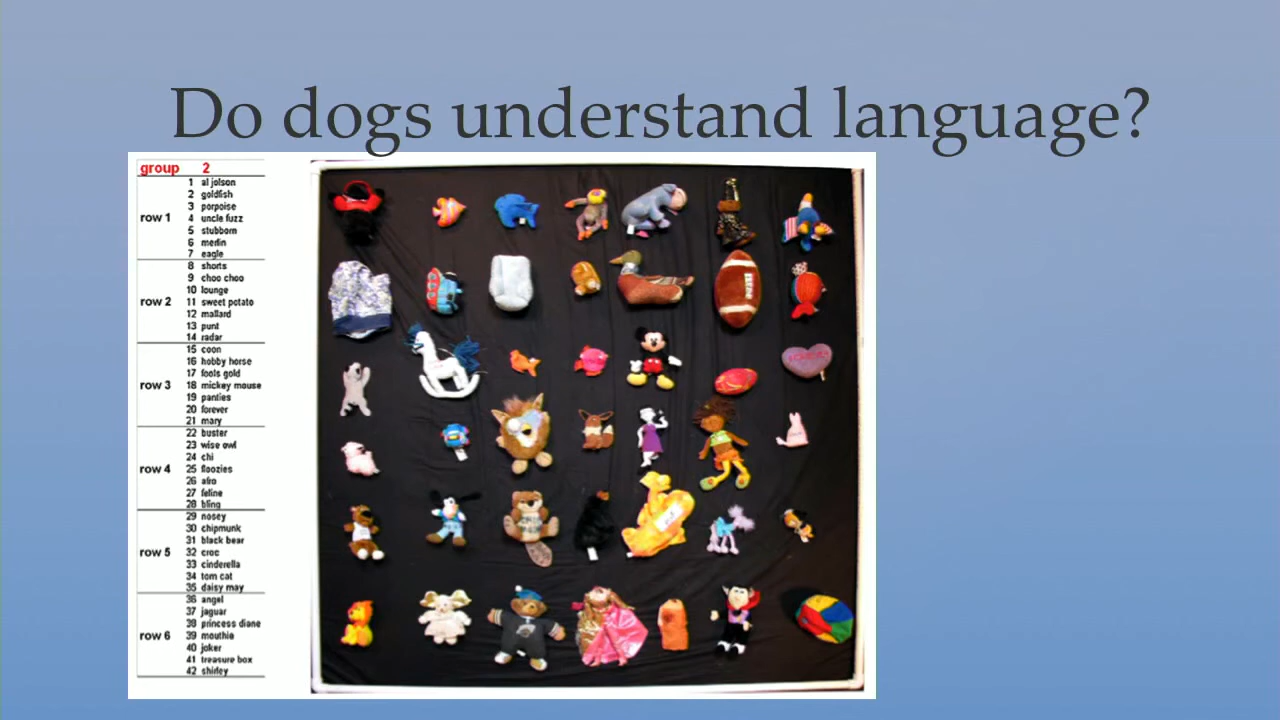 Do dogs understand language?
group 2
1 al jolson
2 goldfish
3 porpoise
row 1 4 uncle fuzz
5 stubborn
6 merlin
7 eagle
8 shorts
9 choo choo
10 lounge
row 2 11 sweet potato
12 mallard
13 punt
14 radar
15 coon
16 hobby horse
17 fools gold
row 3 18 mickey mouse
19 panties
20 forever
21 mary
22 buster
23 wise owl
24 chi
row 4 25 floozies
26 afro
27 feline
28 bling
29 nosey
30 chipmunk
31 black bear
row 5 32 croc
33 cinderella
34 tom cat
35 daisy may
36 angel
37 jaguar
38 princess diane
row 6 39 mouthie
40 joker
41 treasure box
42 shirley